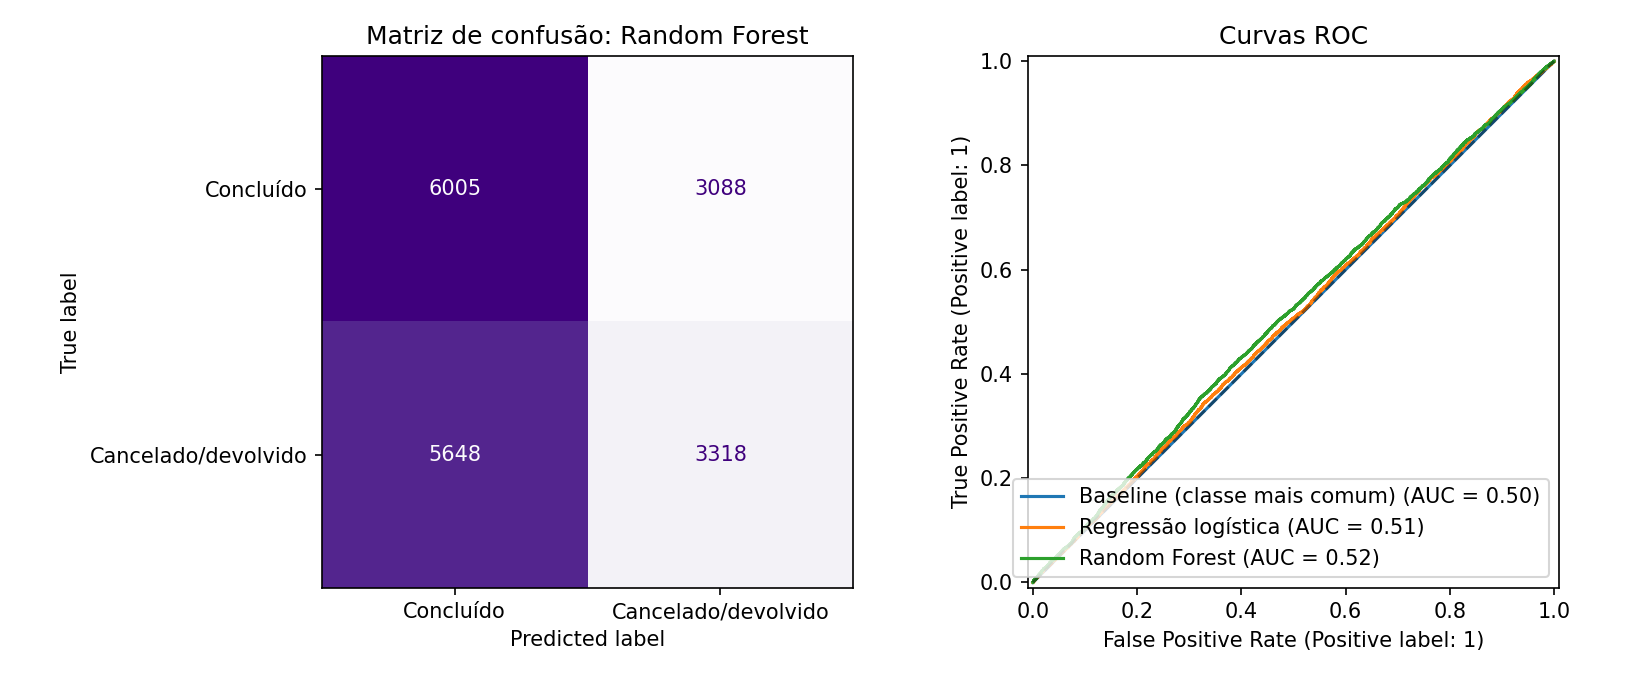 Matriz de confusão: Random Forest
True label
Concluído
6005
3088
Cancelado/devolvido
5648
3318
Concluído
Cancelado/devolvido
Predicted label
Curvas ROC
True Positive Rate (Positive label: 1)
1.0
0.8
0.6
0.4
0.2
0.0
Baseline (classe mais comum) (AUC = 0.50)
Regressão logística (AUC = 0.51)
Random Forest (AUC = 0.52)
0.0
0.2
0.4
0.6
0.8
1.0
False Positive Rate (Positive label: 1)